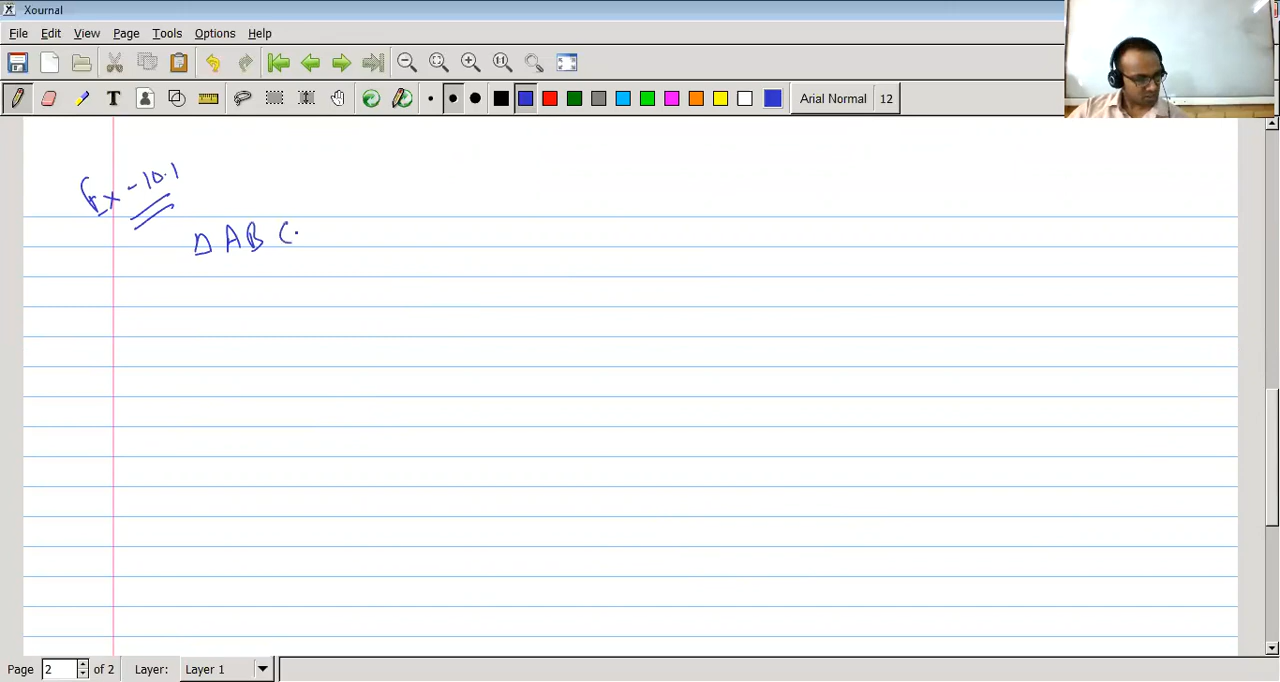 Xournal
File Edit View Page Tools Options Help
Arial Normal 12
Ex - 10.1
Δ A B C
Page 2 of 2 Layer: Layer 1